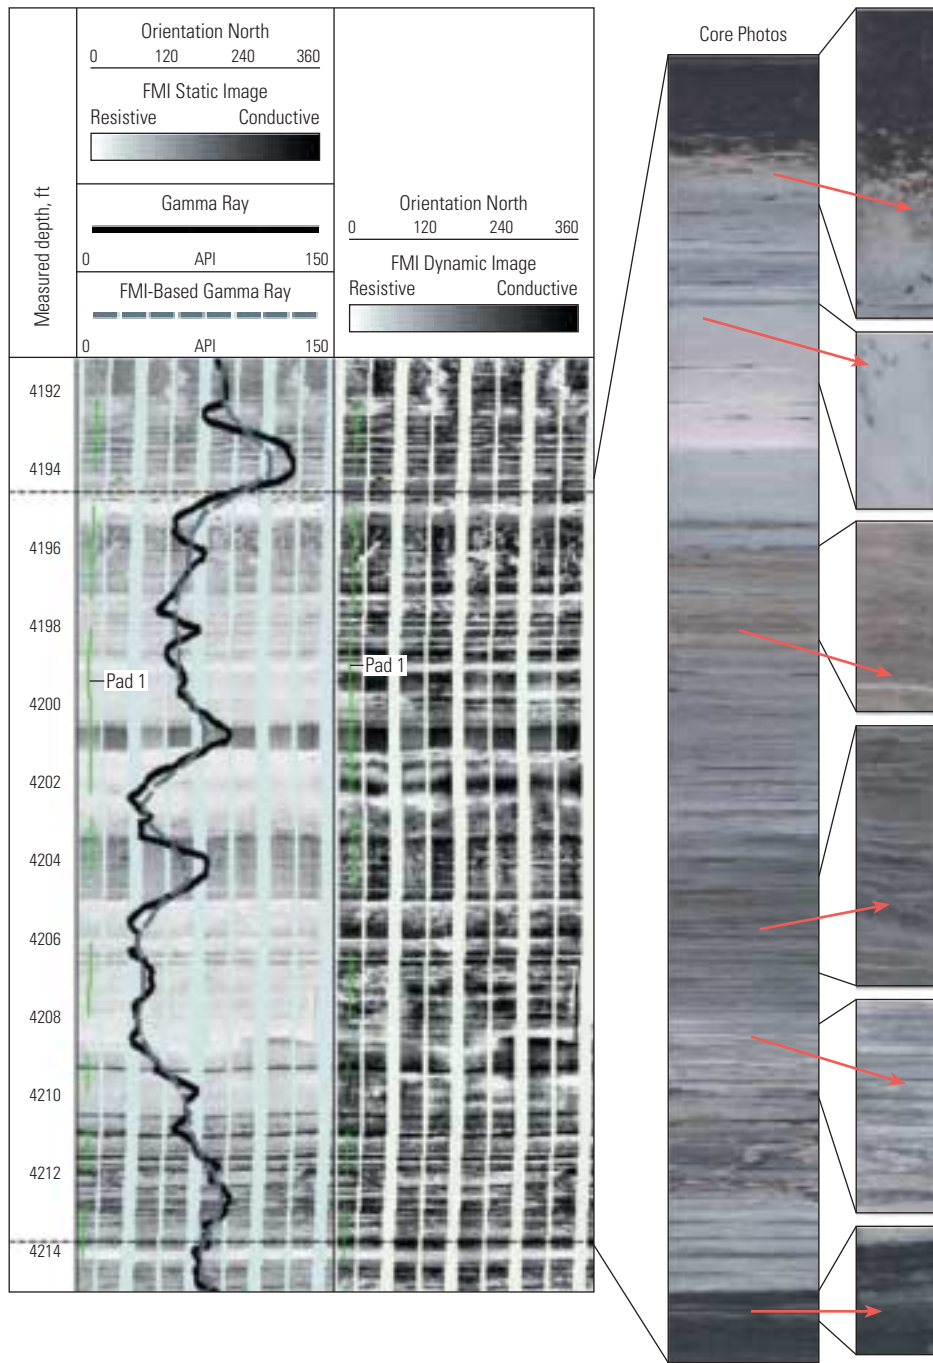 Orientation North
0 120 240 360
FMI Static Image
Resistive Conductive
Gamma Ray
0 API 150
FMI-Based Gamma Ray
0 API 150
Measured depth, ft
Orientation North
0 120 240 360
FMI Dynamic Image
Resistive Conductive
Core Photos
4192
4194
4196
4198
Pad 1
Pad 1
4200
4202
4204
4206
4208
4210
4212
4214